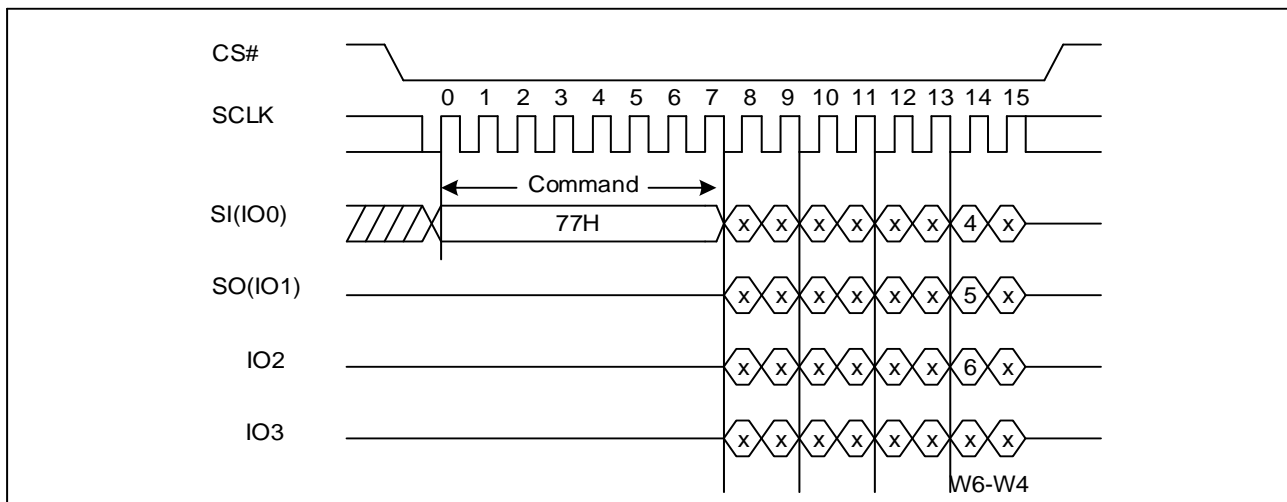 CS#
0 1 2 3 4 5 6 7 8 9 10 11 12 13 14 15
SCLK
Command
SI(IO0) 77H x x x x x x 4 x
SO(IO1) x x x x x x 5 x
IO2 x x x x x x 6 x
IO3 x x x x x x x x
W6-W4